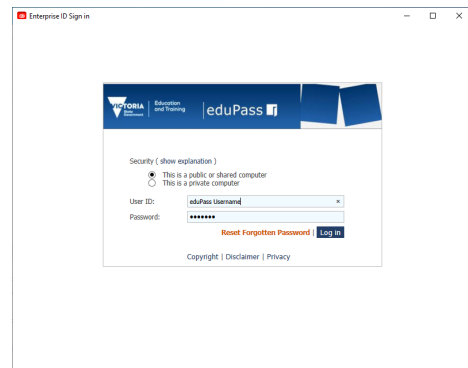 Enterprise ID Sign in
VICTORIA
State
Government
Education
and Training
eduPass
Security ( show explanation )
This is a public or shared computer
This is a private computer
User ID:
eduPass Username
Password:
•••••••
Reset Forgotten Password | Log in
Copyright | Disclaimer | Privacy